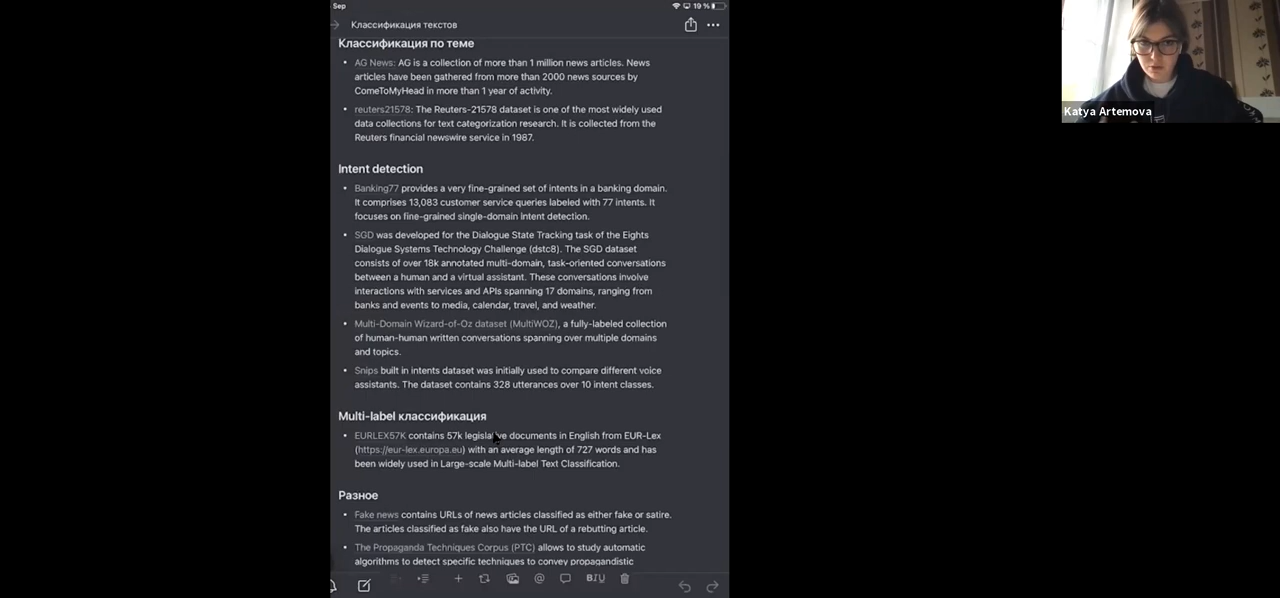 Sep
19 %
Классификация текстов
Классификация по теме
• AG News: AG is a collection of more than 1 million news articles. News
articles have been gathered from more than 2000 news sources by
ComeToMyHead in more than 1 year of activity.
• reuters21578: The Reuters-21578 dataset is one of the most widely used
data collections for text categorization research. It is collected from the
Reuters financial newswire service in 1987.
Intent detection
• Banking77 provides a very fine-grained set of intents in a banking domain.
It comprises 13,083 customer service queries labeled with 77 intents. It
focuses on fine-grained single-domain intent detection.
• SGD was developed for the Dialogue State Tracking task of the Eights
Dialogue Systems Technology Challenge (dstc8). The SGD dataset
consists of over 18k annotated multi-domain, task-oriented conversations
between a human and a virtual assistant. These conversations involve
interactions with services and APIs spanning 17 domains, ranging from
banks and events to media, calendar, travel, and weather.
• Multi-Domain Wizard-of-Oz dataset (MultiWOZ), a fully-labeled collection
of human-human written conversations spanning over multiple domains
and topics.
• Snips built in intents dataset was initially used to compare different voice
assistants. The dataset contains 328 utterances over 10 intent classes.
Multi-label классификация
• EURLEX57K contains 57k legislative documents in English from EUR-Lex
(https://eur-lex.europa.eu) with an average length of 727 words and has
been widely used in Large-scale Multi-label Text Classification.
Разное
• Fake news contains URLs of news articles classified as either fake or satire.
The articles classified as fake also have the URL of a rebutting article.
• The Propaganda Techniques Corpus (PTC) allows to study automatic
algorithms to detect specific techniques to convey propagandistic
BIU
Katya Artemova